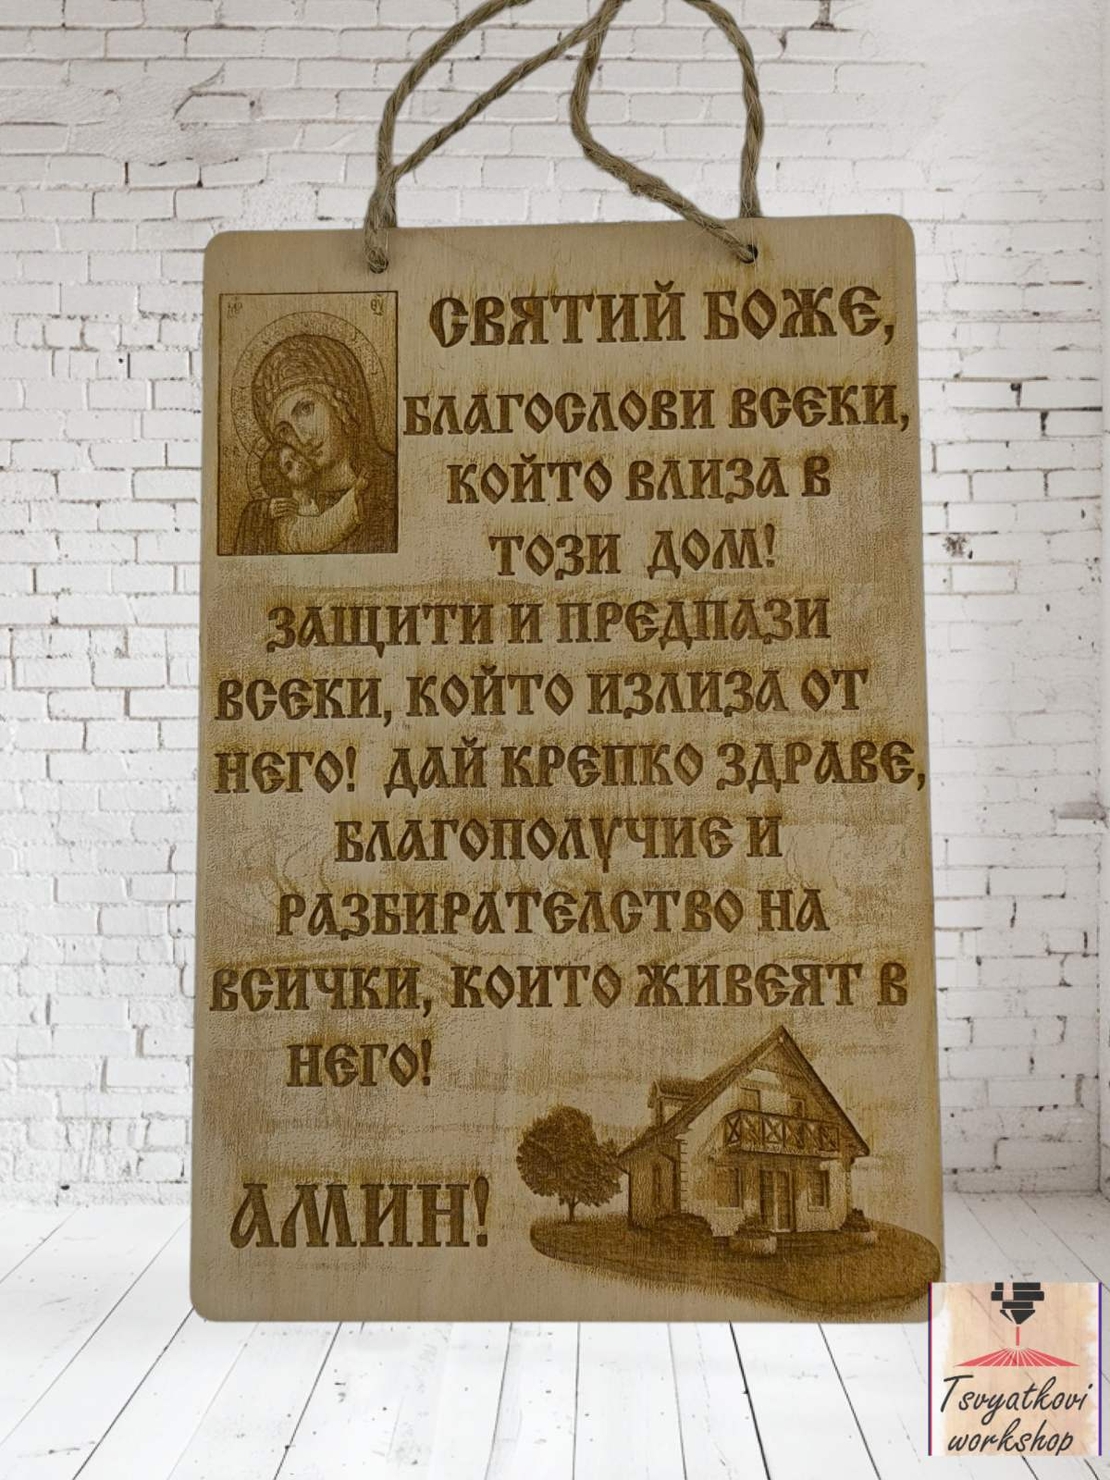 СВЯТИЙ БОЖЕ,
БЛАГОСЛОВИ ВСЕКИ,
КОЙТО ВЛИЗА В
ТОЗИ ДОМ!
ЗАЩИТИ И ПРЕДПАЗИ
ВСЕКИ, КОЙТО ИЗЛИЗА ОТ
НЕГО! ДАЙ КРЕПКО ЗДРАВЕ,
БЛАГОПОЛУЧИЕ И
РАЗБИРАТЕЛСТВО НА
ВСИЧКИ, КОИТО ЖИВЕЯТ В
НЕГО!
АМИН!
Tsvyatkovi
workshop